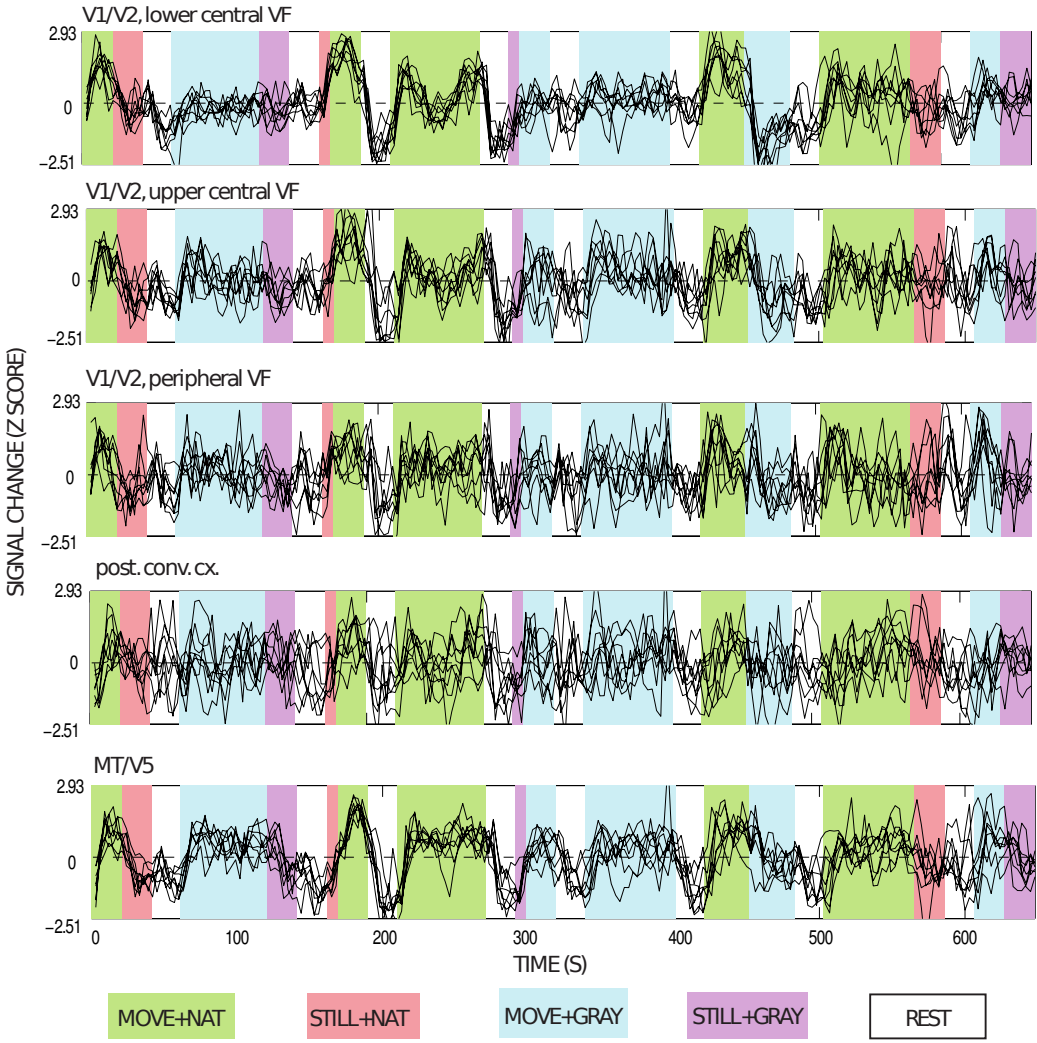 V1/V2, lower central VF
2.93
0
−2.51
V1/V2, upper central VF
2.93
0
−2.51
V1/V2, peripheral VF
2.93
0
−2.51
post. conv. cx.
2.93
0
−2.51
MT/V5
2.93
0
−2.51
SIGNAL CHANGE (Z SCORE)
0 100 200 300 400 500 600
TIME (S)
MOVE+NAT STILL+NAT MOVE+GRAY STILL+GRAY REST